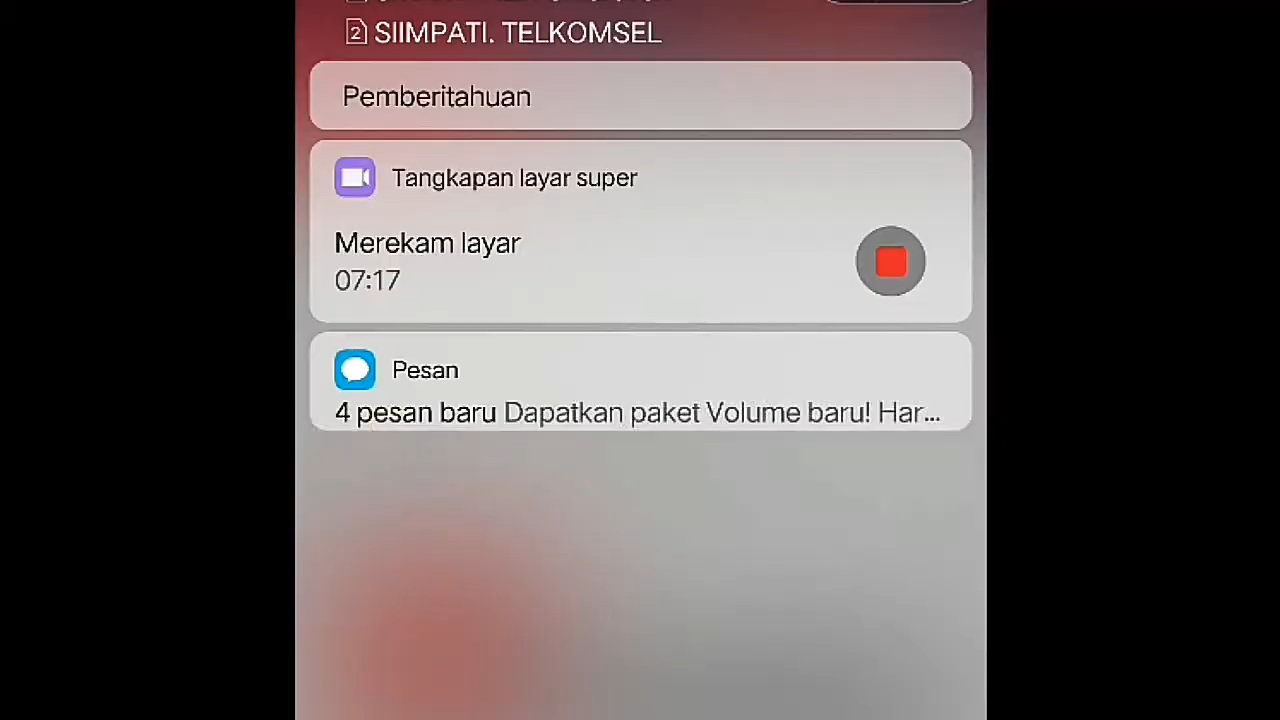 2 SIIMPATI. TELKOMSEL
Pemberitahuan
Tangkapan layar super
Merekam layar
07:17
Pesan
4 pesan baru Dapatkan paket Volume baru! Har...